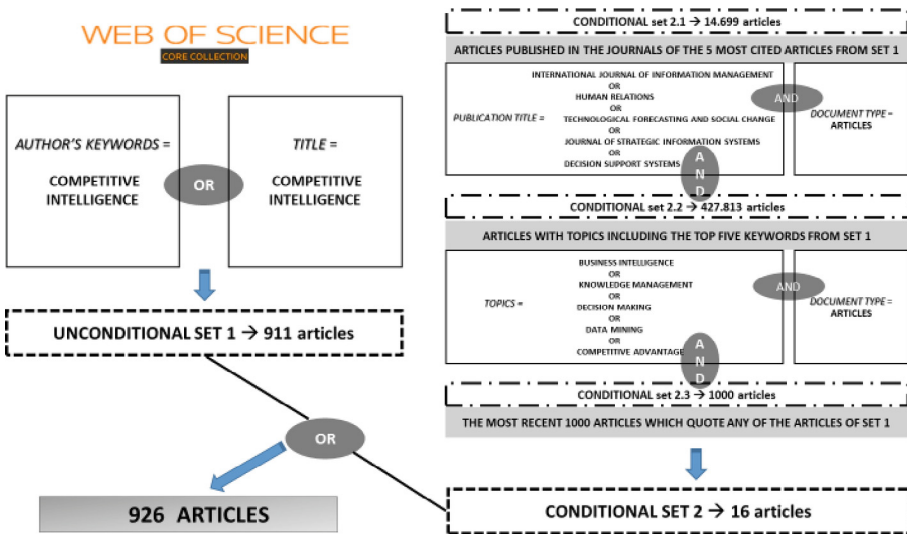 WEB OF SCIENCE
CORE COLLECTION
AUTHOR'S KEYWORDS =
COMPETITIVE
INTELLIGENCE
OR
TITLE =
COMPETITIVE
INTELLIGENCE
UNCONDITIONAL SET 1 → 911 articles
OR
926 ARTICLES
CONDITIONAL set 2.1 → 14.699 articles
ARTICLES PUBLISHED IN THE JOURNALS OF THE 5 MOST CITED ARTICLES FROM SET 1
PUBLICATION TITLE =
INTERNATIONAL JOURNAL OF INFORMATION MANAGEMENT
OR
HUMAN RELATIONS
OR
TECHNOLOGICAL FORECASTING AND SOCIAL CHANGE
OR
JOURNAL OF STRATEGIC INFORMATION SYSTEMS
OR
DECISION SUPPORT SYSTEMS
AND
DOCUMENT TYPE =
ARTICLES
A
N
D
CONDITIONAL set 2.2 → 427.813 articles
ARTICLES WITH TOPICS INCLUDING THE TOP FIVE KEYWORDS FROM SET 1
TOPICS =
BUSINESS INTELLIGENCE
OR
KNOWLEDGE MANAGEMENT
OR
DECISION MAKING
OR
DATA MINING
OR
COMPETITIVE ADVANTAGE
AND
DOCUMENT TYPE =
ARTICLES
A
N
D
CONDITIONAL set 2.3 → 1000 articles
THE MOST RECENT 1000 ARTICLES WHICH QUOTE ANY OF THE ARTICLES OF SET 1
CONDITIONAL SET 2 → 16 articles